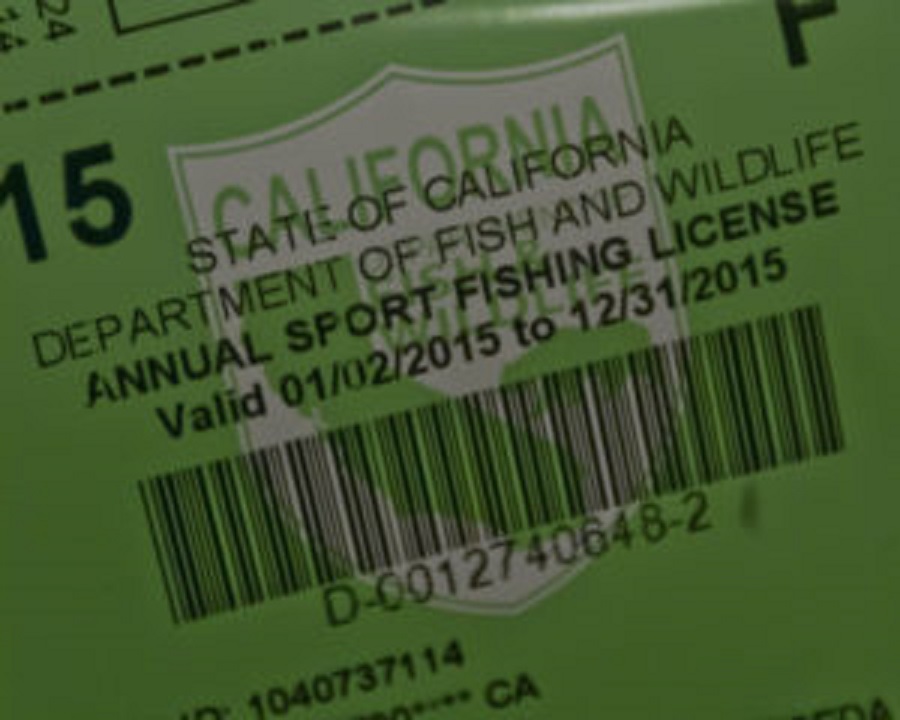 15
F
CALIFORNIA
STATE OF CALIFORNIA
DEPARTMENT OF FISH AND WILDLIFE
ANNUAL SPORT FISHING LICENSE
Valid 01/02/2015 to 12/31/2015
D-0012740648-2
ID: 1040737114
CA